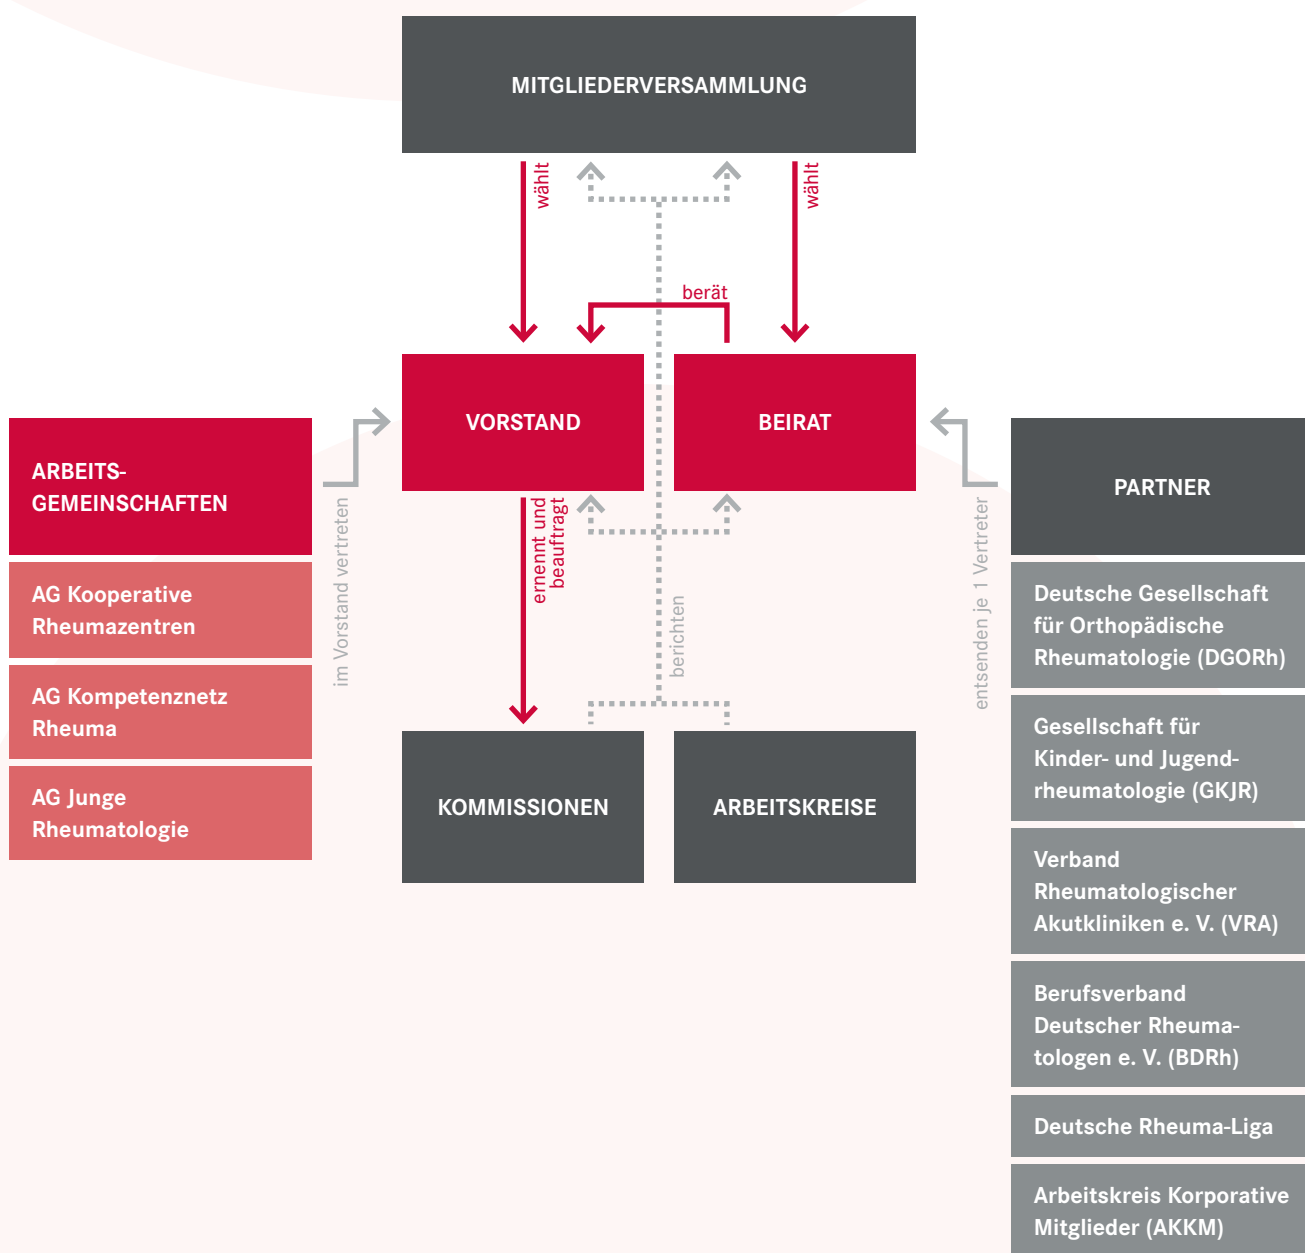 MITGLIEDERVERSAMMLUNG
wählt
wählt
berät
VORSTAND
BEIRAT
ARBEITS-
GEMEINSCHAFTEN
AG Kooperative
Rheumazentren
AG Kompetenznetz
Rheuma
AG Junge
Rheumatologie
im Vorstand vertreten
ernennt und
beauftragt
berichten
KOMMISSIONEN
ARBEITSKREISE
entsenden je 1 Vertreter
PARTNER
Deutsche Gesellschaft
für Orthopädische
Rheumatologie (DGORh)
Gesellschaft für
Kinder- und Jugend-
rheumatologie (GKJR)
Verband
Rheumatologischer
Akutkliniken e. V. (VRA)
Berufsverband
Deutscher Rheuma-
tologen e. V. (BDRh)
Deutsche Rheuma-Liga
Arbeitskreis Korporative
Mitglieder (AKKM)